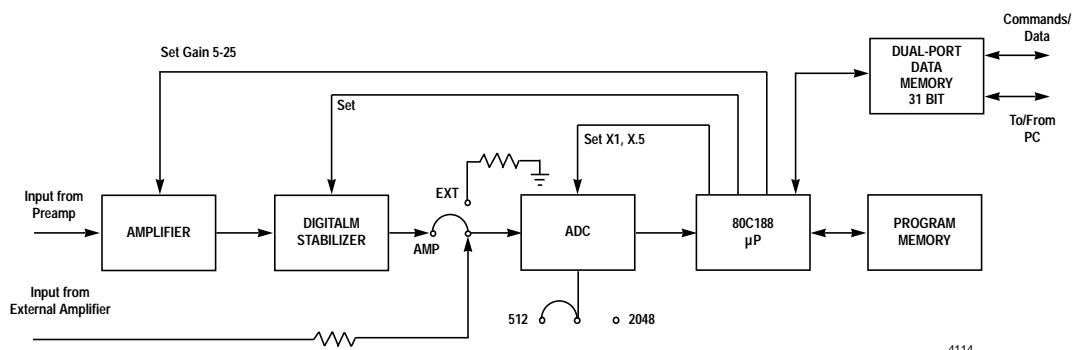 Commands/
Data
DUAL-PORT
DATA
MEMORY
31 BIT
To/From
PC
Set Gain 5-25
Set
Set X1, X.5
EXT
Input from
Preamp
AMPLIFIER
DIGITALM
STABILIZER
AMP
ADC
80C188
µP
PROGRAM
MEMORY
Input from
External Amplifier
512
2048
4114